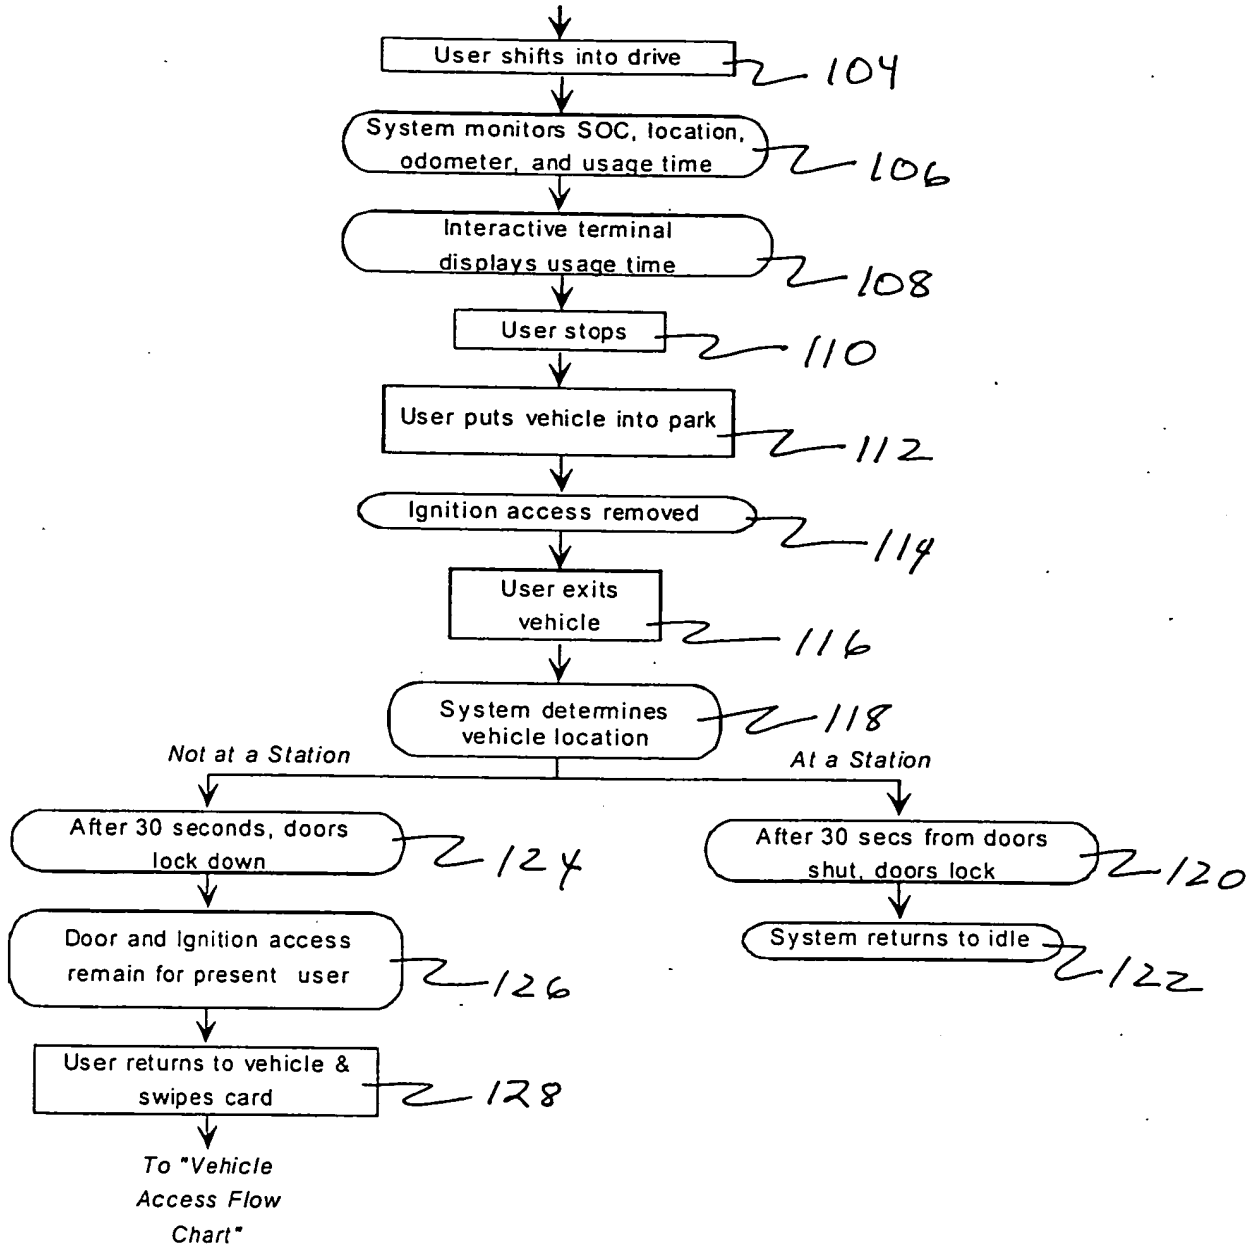 User shifts into drive
104
System monitors SOC, location,
odometer, and usage time
106
Interactive terminal
displays usage time
108
User stops
110
User puts vehicle into park
112
Ignition access removed
114
User exits
vehicle
116
System determines
vehicle location
118
Not at a Station
At a Station
After 30 seconds, doors
lock down
124
After 30 secs from doors
shut, doors lock
120
Door and Ignition access
remain for present user
126
System returns to idle
122
User returns to vehicle &
swipes card
128
To "Vehicle
Access Flow
Chart"